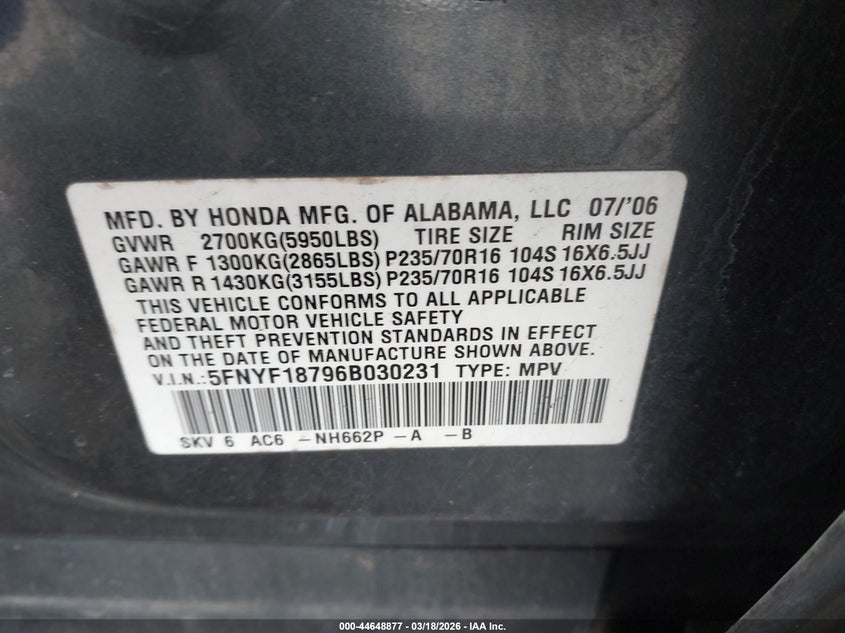 MFD. BY HONDA MFG. OF ALABAMA, LLC 07/'06
GVWR 2700KG(5950LBS) TIRE SIZE RIM SIZE
GAWR F 1300KG(2865LBS) P235/70R16 104S 16X6.5JJ
GAWR R 1430KG(3155LBS) P235/70R16 104S 16X6.5JJ
THIS VEHICLE CONFORMS TO ALL APPLICABLE
FEDERAL MOTOR VEHICLE SAFETY
AND THEFT PREVENTION STANDARDS IN EFFECT
ON THE DATE OF MANUFACTURE SHOWN ABOVE.
V.I.N.:5FNYF18796B030231 TYPE: MPV
SKV 6 AC6 -NH662P -A -B
000-44648877 - 03/18/2026 - IAA Inc.